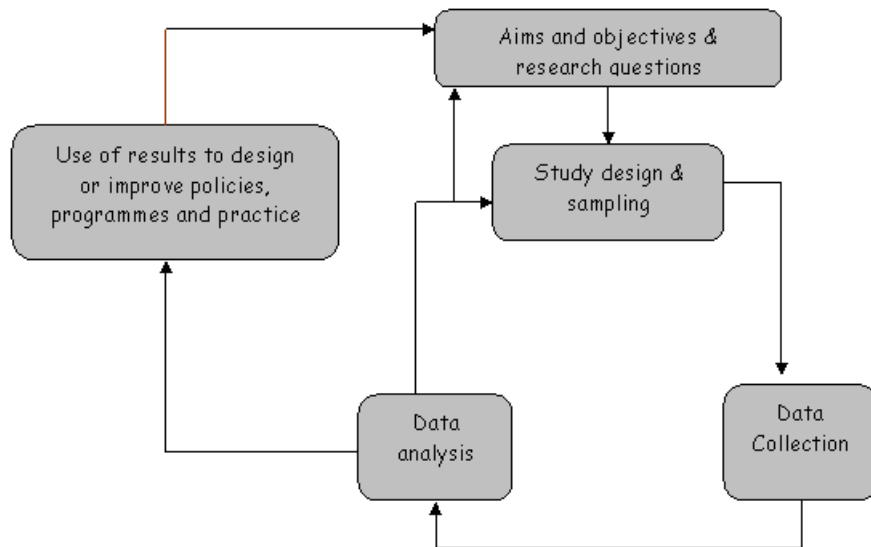 Aims and objectives &
research questions
Use of results to design
or improve policies,
programmes and practice
Study design &
sampling
Data
analysis
Data
Collection